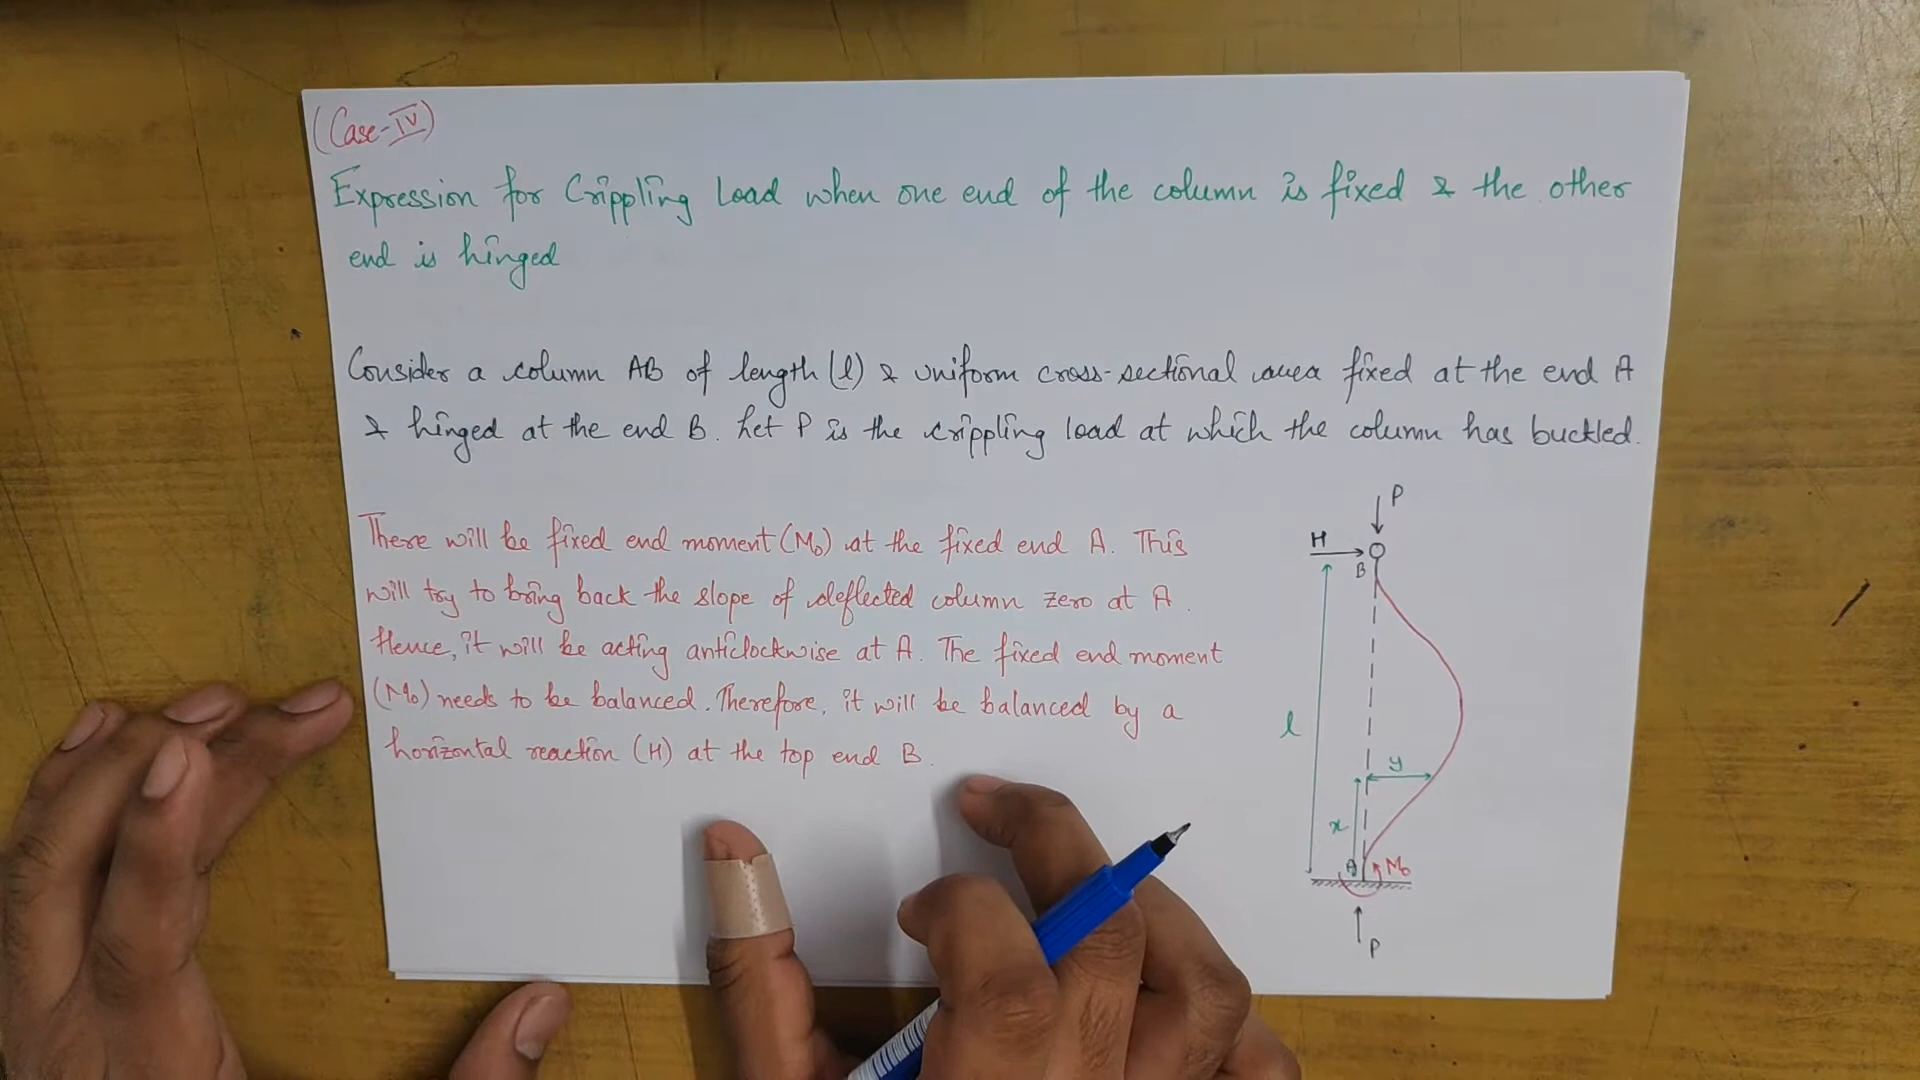 (Case-IV)
Expression for Crippling Load when one end of the column is fixed & the other
end is hinged
Consider a column AB of length (l) & uniform cross-sectional area fixed at the end A
& hinged at the end B. Let P is the crippling load at which the column has buckled.
There will be fixed end moment (M₀) at the fixed end A. This
will try to bring back the slope of deflected column zero at A.
Hence, it will be acting anticlockwise at A. The fixed end moment
(M₀) needs to be balanced. Therefore, it will be balanced by a
horizontal reaction (H) at the top end B.
P
H
B
l
y
x
A M₀
P